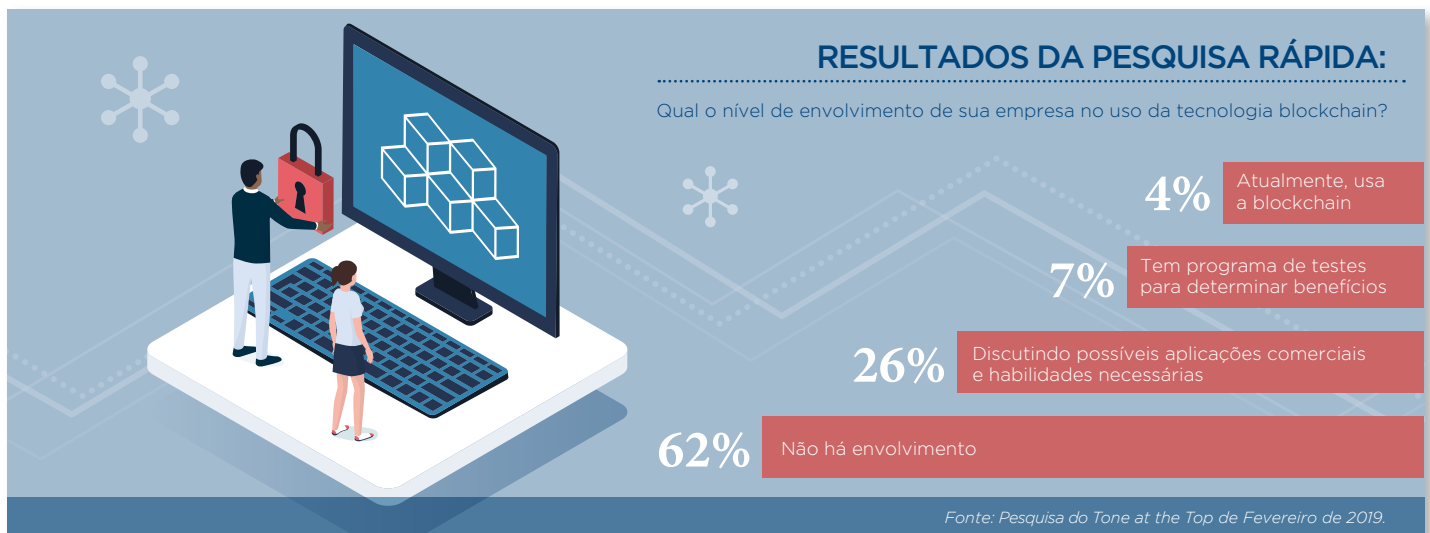 RESULTADOS DA PESQUISA RÁPIDA:
Qual o nível de envolvimento de sua empresa no uso da tecnologia blockchain?
4%
Atualmente, usa
a blockchain
7%
Tem programa de testes
para determinar benefícios
26%
Discutindo possíveis aplicações comerciais
e habilidades necessárias
62%
Não há envolvimento
Fonte: Pesquisa do Tone at the Top de Fevereiro de 2019.